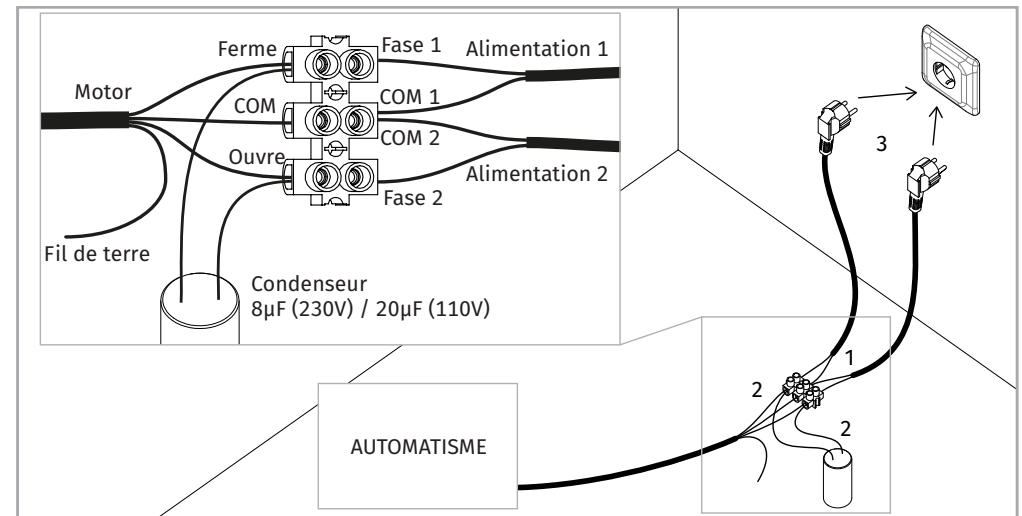 Ferme
Fase 1
Alimentation 1
Motor
COM
COM 1
COM 2
Ouvre
Alimentation 2
Fase 2
Fil de terre
Condenseur
8µF (230V) / 20µF (110V)
3
1
2
2
AUTOMATISME